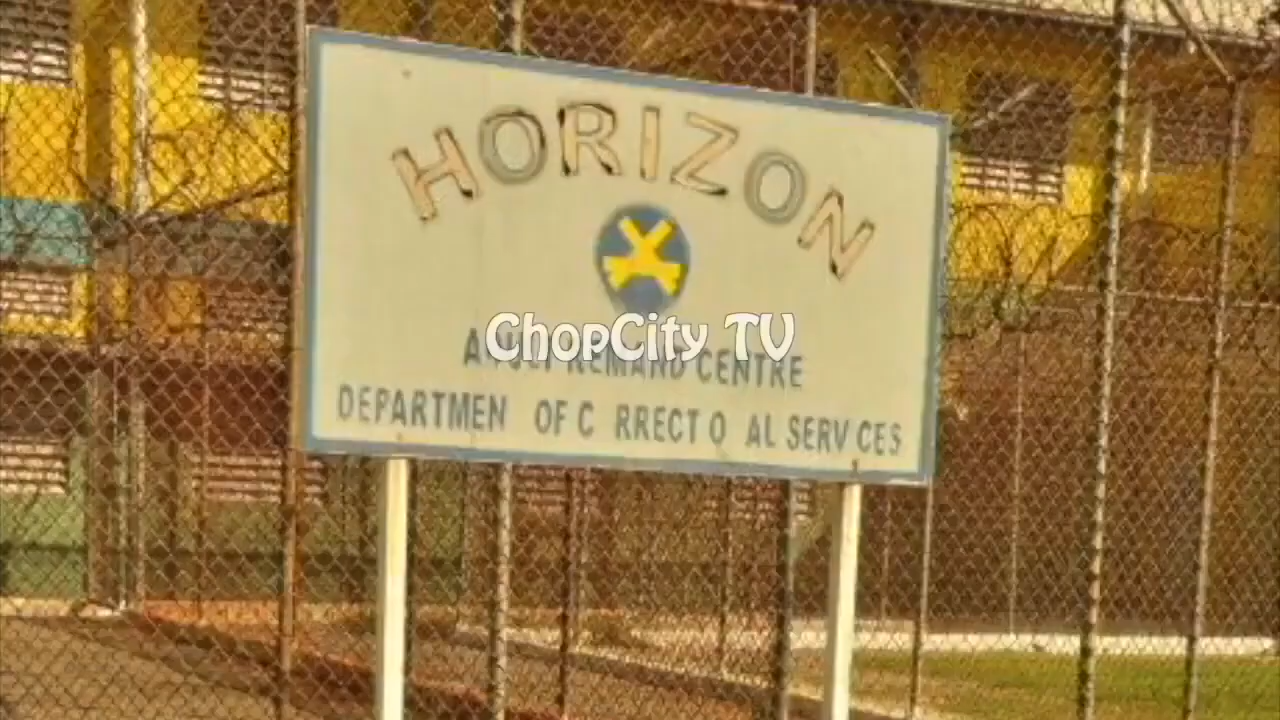 HORIZON
ChopCity TV
REMAND CENTRE
DEPARTMEN OF C RRECT O AL SERV CES